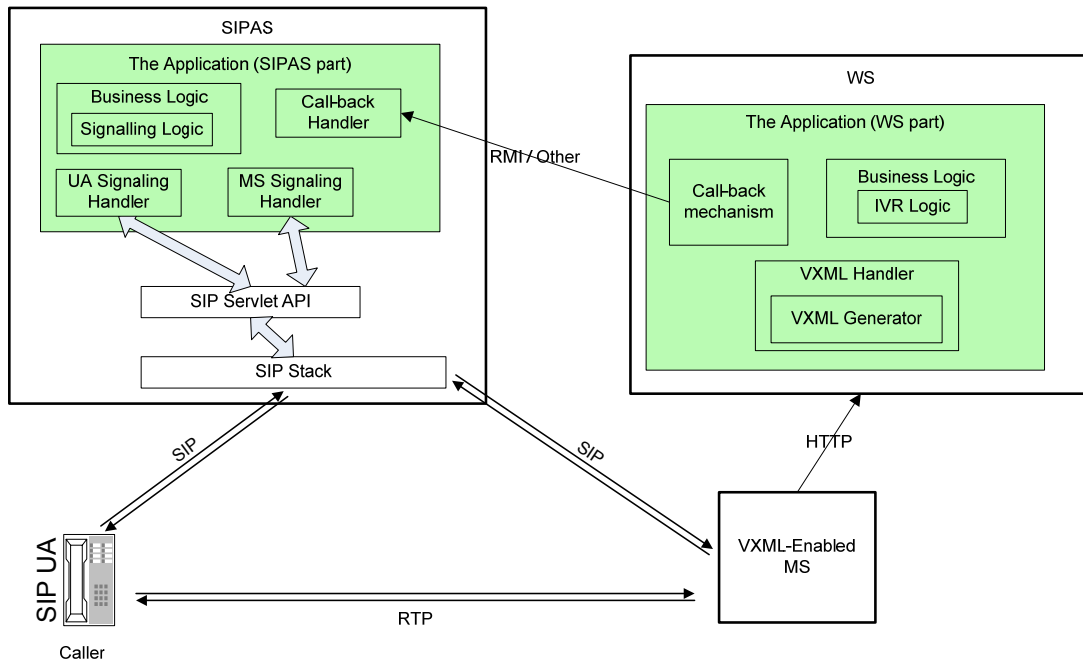 SIPAS
The Application (SIPAS part)
Business Logic
Signalling Logic
Call-back
Handler
UA Signaling
Handler
MS Signaling
Handler
SIP Servlet API
SIP Stack
RMI / Other
WS
The Application (WS part)
Call-back
mechanism
Business Logic
IVR Logic
VXML Handler
VXML Generator
HTTP
SIP
SIP
VXML-Enabled
MS
SIP UA
RTP
Caller